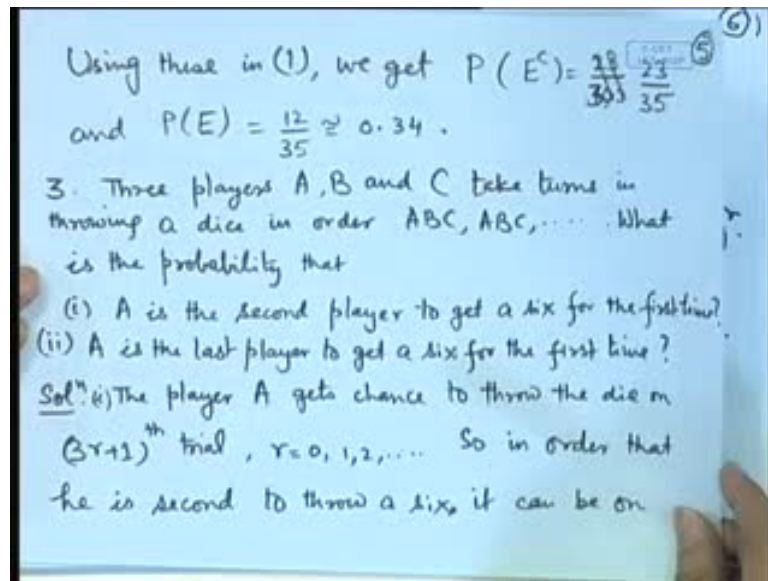 6)
5
Using these in (1), we get P(Eᶜ) = 23/35
and P(E) = 12/35 ≅ 0.34.
3. Three players A, B and C take turns in
throwing a dice in order ABC, ABC, ..... What
is the probability that
(i) A is the second player to get a six for the first time?
(ii) A is the last player to get a six for the first time?
Solⁿ: (i) The player A gets chance to throw the die on
(3r+1)ᵗʰ trial, r=0, 1, 2, .... So in order that
he is second to throw a six, it can be on